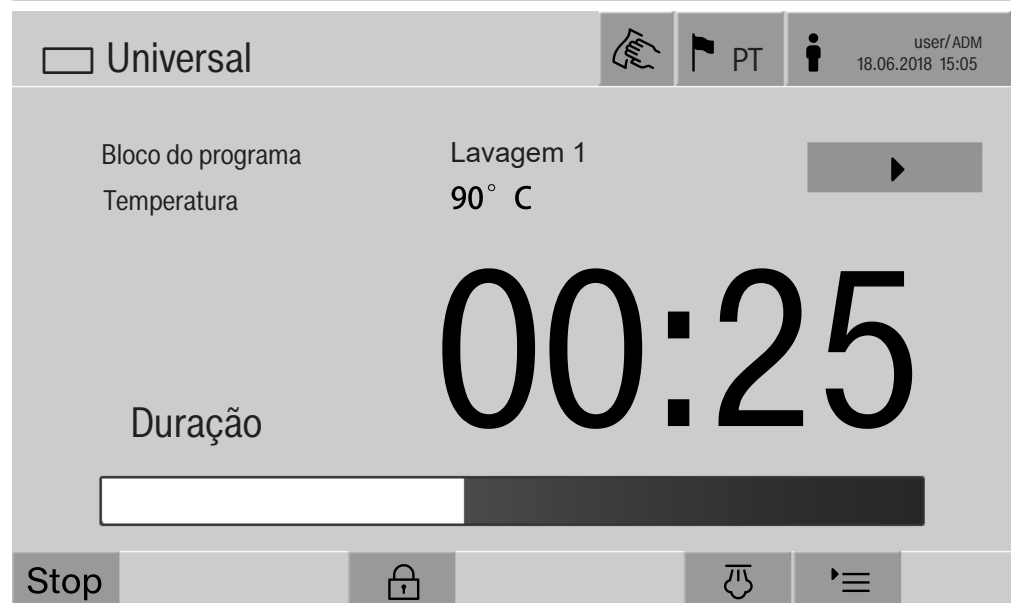 Universal
PT
user/ADM
18.06.2018 15:05
Bloco do programa Lavagem 1
Temperatura 90° C
00:25
Duração
Stop